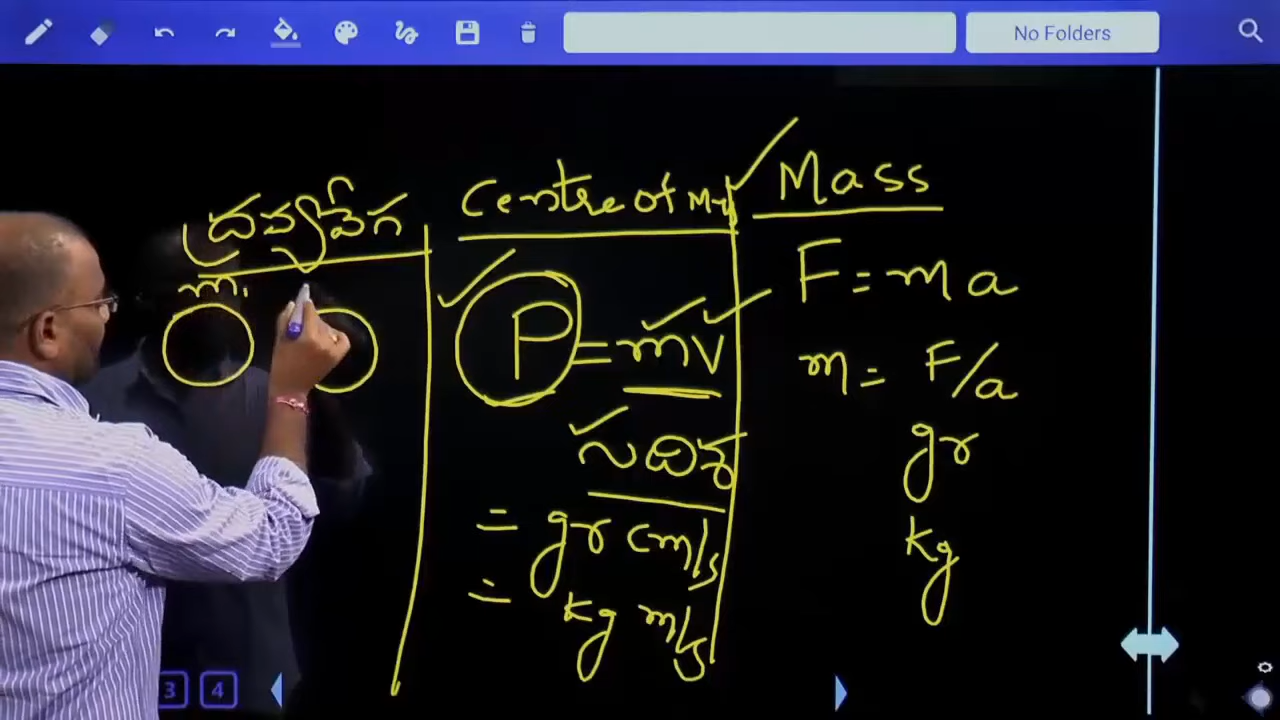 No Folders
ద్రవ్యవేగ
Centre of
Mass
m.
P = mv
F = ma
m = F/a
సదిశ
gr
= gr cm/s
kg
= kg m/s
3 4